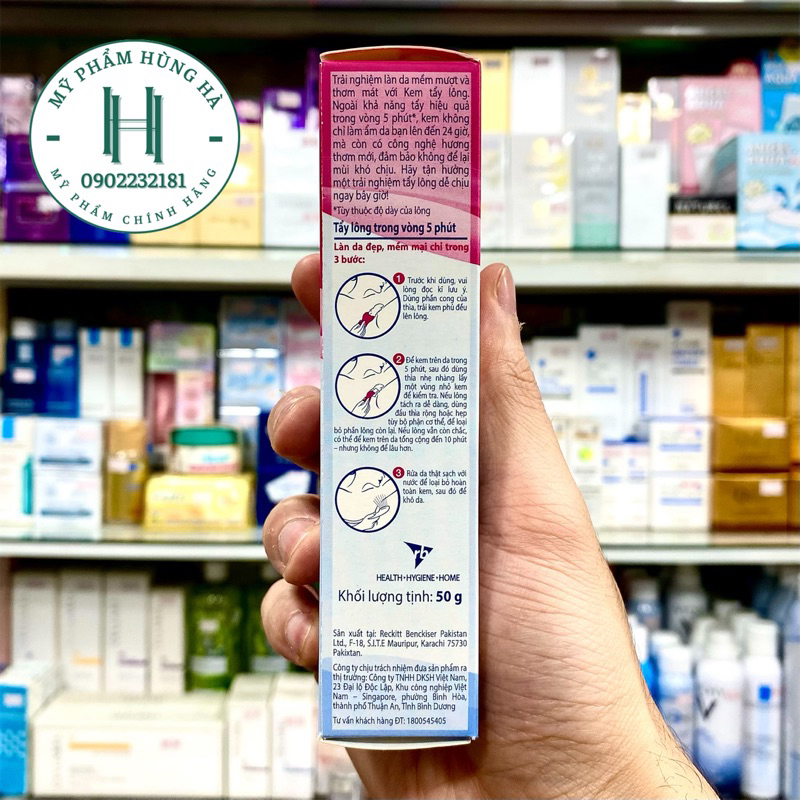 MỸ PHẨM HÙNG HÀ
H
0902232181
MỸ PHẨM CHÍNH HÃNG
Trải nghiệm làn da mềm mượt và
thơm mát với Kem tẩy lông.
Ngoài khả năng tẩy hiệu quả
trong vòng 5 phút*, kem không
chỉ làm ẩm da bạn lên đến 24 giờ,
mà còn có công nghệ hương
thơm mới, đảm bảo không để lại
mùi khó chịu. Hãy tận hưởng
một trải nghiệm tẩy lông dễ chịu
ngay bây giờ!
*Tùy thuộc độ dày của lông
Tẩy lông trong vòng 5 phút
Làn da đẹp, mềm mại chỉ trong
3 bước:
1 Trước khi dùng, vui
lòng đọc kĩ lưu ý.
Dùng phần cong của
thìa, trải kem phủ đều
lên lông.
2 Để kem trên da trong
5 phút, sau đó dùng
thìa nhẹ nhàng lấy
một vùng nhỏ kem
để kiểm tra. Nếu lông
tách ra dễ dàng, dùng
đầu thìa rộng hoặc hẹp
tùy bộ phận cơ thể, để loại
bỏ phần lông còn lại. Nếu lông vẫn còn chắc,
có thể để kem trên da tổng cộng đến 10 phút
– nhưng không để lâu hơn.
3 Rửa da thật sạch với
nước để loại bỏ hoàn
toàn kem, sau đó để
khô da.
rb
HEALTH • HYGIENE • HOME
Khối lượng tịnh: 50 g
Sản xuất tại: Reckitt Benckiser Pakistan
Ltd., F-18, S.I.T.E Mauripur, Karachi 75730
Pakixtan.
Công ty chịu trách nhiệm đưa sản phẩm ra
thị trường: Công ty TNHH DKSH Việt Nam,
23 Đại lộ Độc Lập, Khu công nghiệp Việt
Nam – Singapore, phường Bình Hòa,
thành phố Thuận An, Tỉnh Bình Dương
Tư vấn khách hàng ĐT: 1800545405